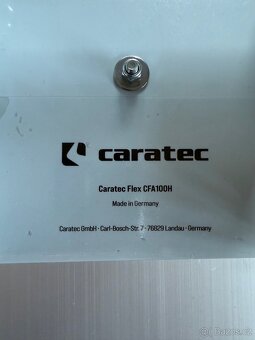 caratec
Caratec Flex CFA100H
Made in Germany
Caratec GmbH · Carl-Bosch-Str. 7 · 76829 Landau · Germany